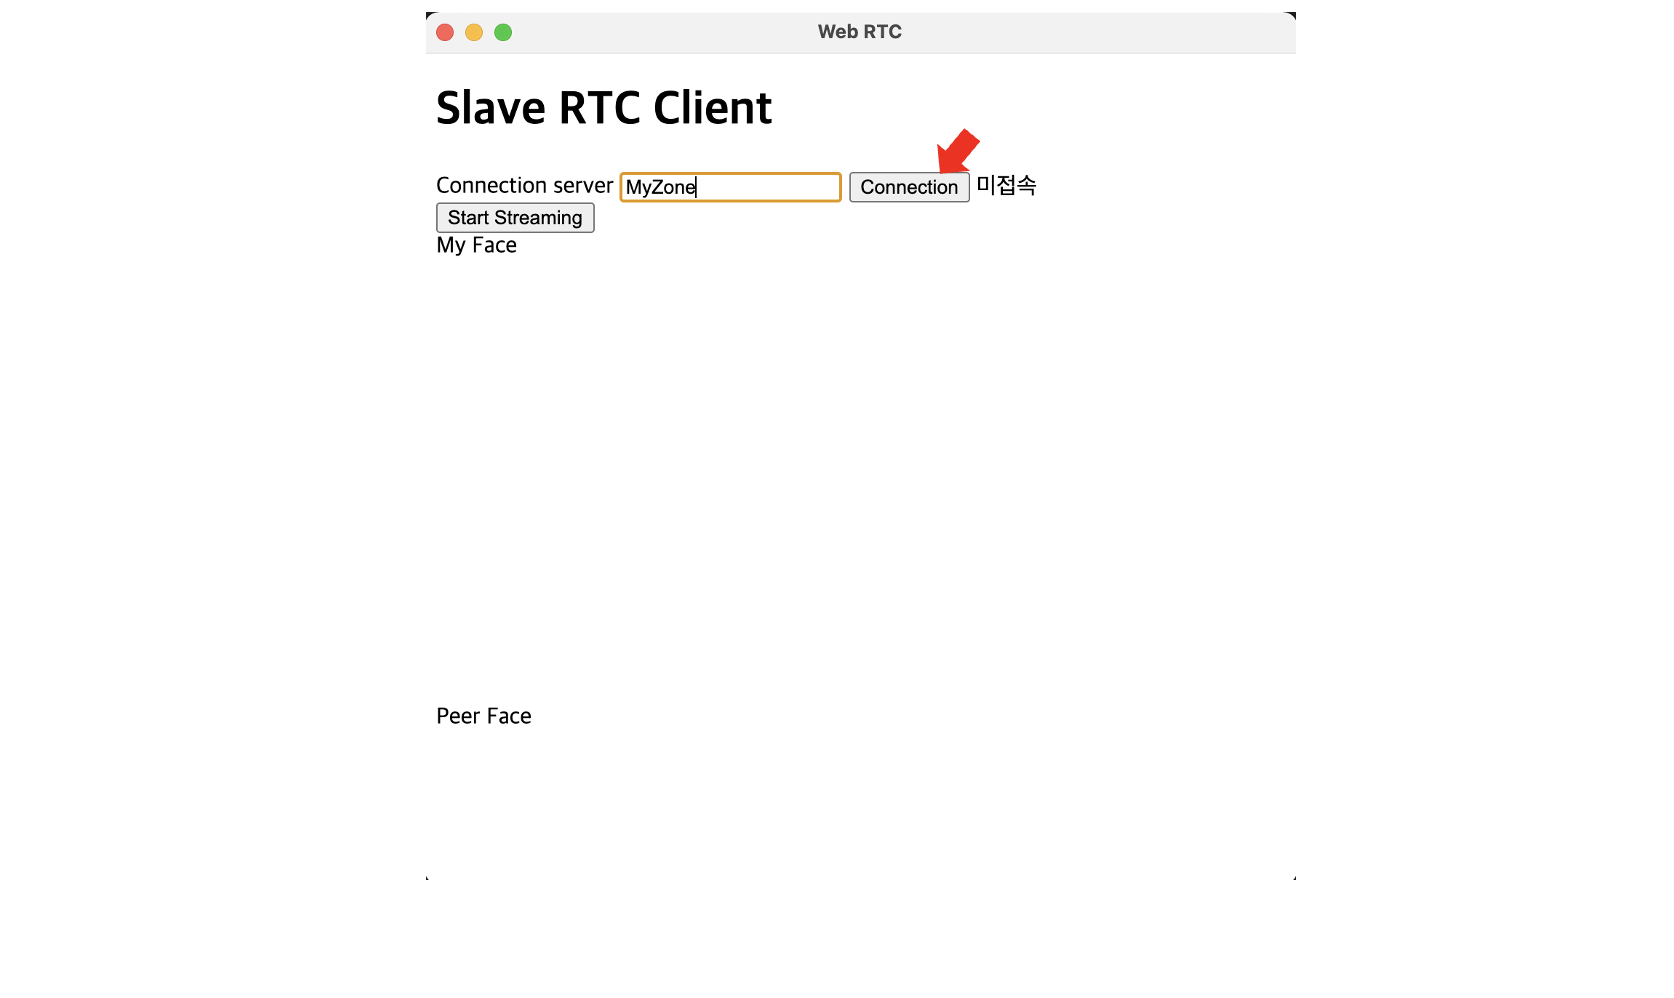 Web RTC
Slave RTC Client
Connection server MyZone Connection 미접속
Start Streaming
My Face
Peer Face